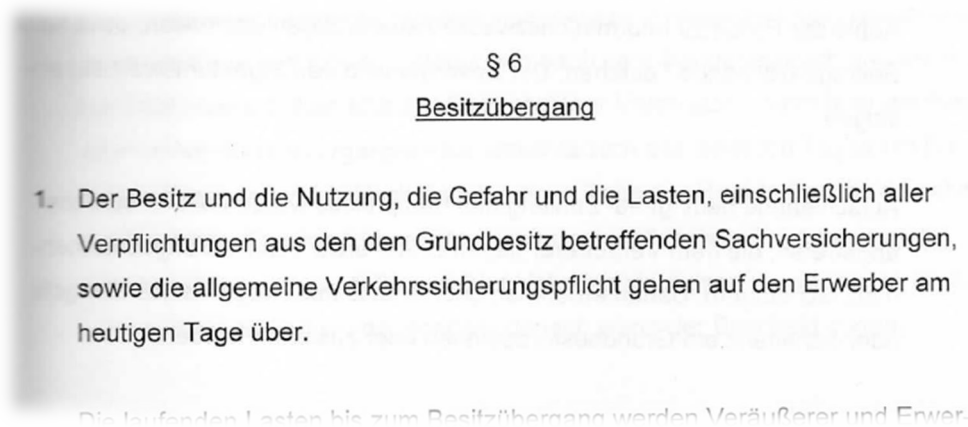 § 6
Besitzübergang
1. Der Besitz und die Nutzung, die Gefahr und die Lasten, einschließlich aller
Verpflichtungen aus den den Grundbesitz betreffenden Sachversicherungen,
sowie die allgemeine Verkehrssicherungspflicht gehen auf den Erwerber am
heutigen Tage über.
Die laufenden Lasten bis zum Besitzübergang werden Veräußerer und Erwer-